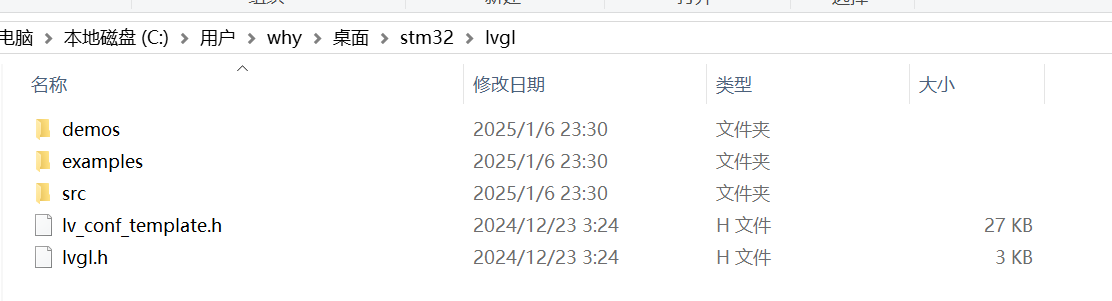 电脑 > 本地磁盘 (C:) > 用户 > why > 桌面 > stm32 > lvgl
名称 修改日期 类型 大小
demos 2025/1/6 23:30 文件夹
examples 2025/1/6 23:30 文件夹
src 2025/1/6 23:30 文件夹
lv_conf_template.h 2024/12/23 3:24 H 文件 27 KB
lvgl.h 2024/12/23 3:24 H 文件 3 KB